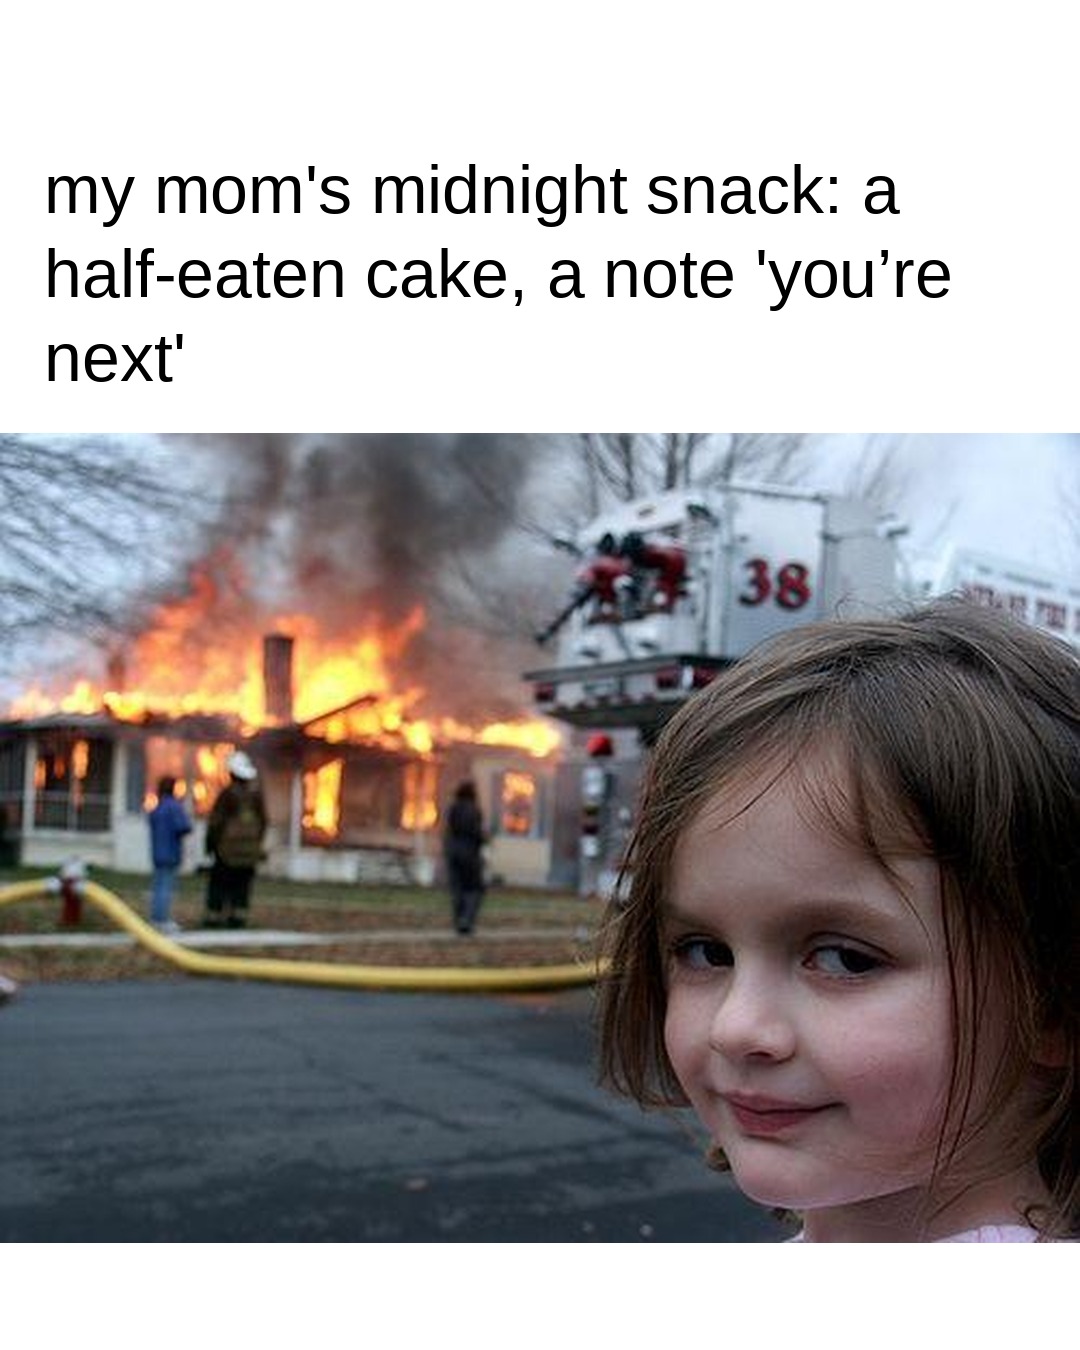 my mom's midnight snack: a
half-eaten cake, a note 'you’re
next'
38